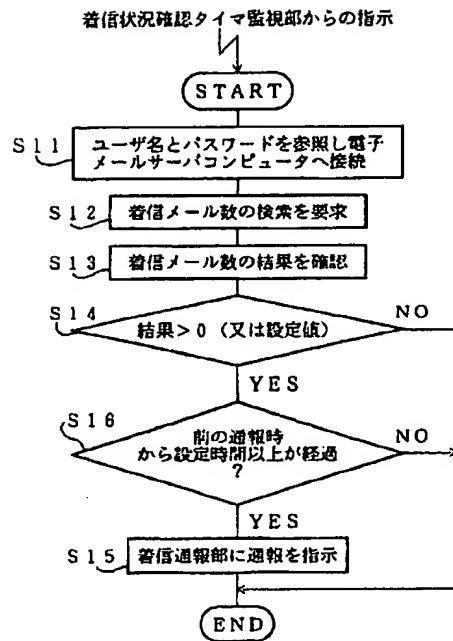 着信状況確認タイマ監視部からの指示
START
S11
ユーザ名とパスワードを参照し電子
メールサーバコンピュータへ接続
S12
着信メール数の検索を要求
S13
着信メール数の結果を確認
S14
結果>0(又は設定値)
NO
YES
S16
前の通報時
から設定時間以上が経過
?
NO
YES
S15
着信通報部に通報を指示
END